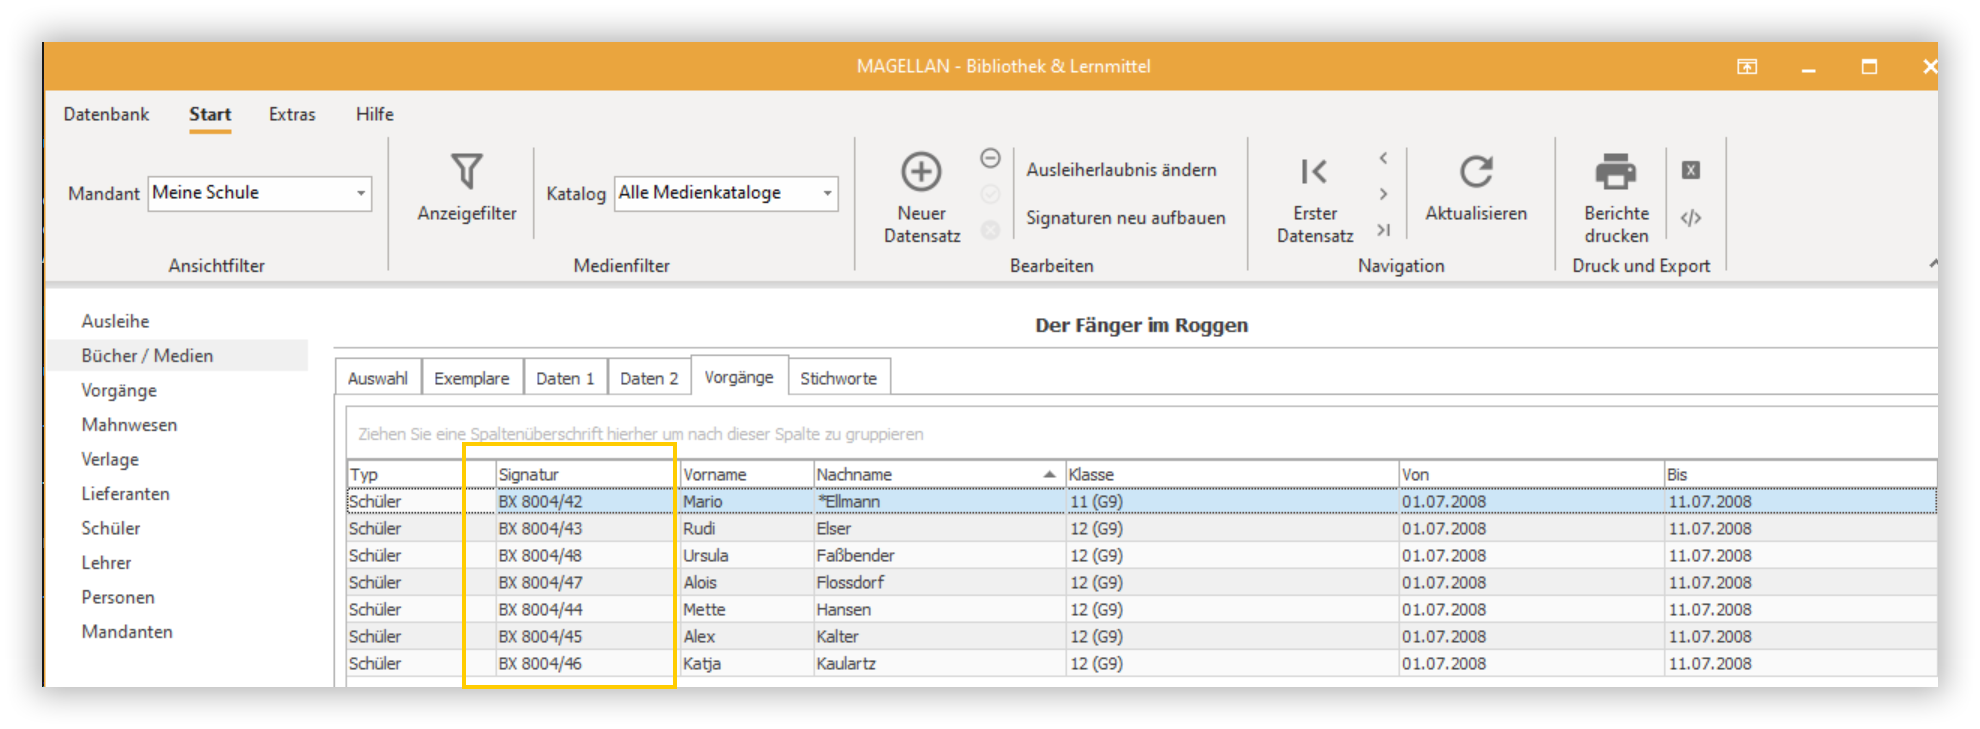 MAGELLAN - Bibliothek & Lernmittel
Datenbank Start Extras Hilfe
Mandant Meine Schule
Ansichtfilter
Anzeigefilter
Katalog Alle Medienkataloge
Medienfilter
Neuer
Datensatz
Ausleiherlaubnis ändern
Signaturen neu aufbauen
Bearbeiten
Erster
Datensatz
Aktualisieren
Navigation
Berichte
drucken
X
</>
Druck und Export
Ausleihe
Bücher / Medien
Vorgänge
Mahnwesen
Verlage
Lieferanten
Schüler
Lehrer
Personen
Mandanten
Der Fänger im Roggen
Auswahl Exemplare Daten 1 Daten 2 Vorgänge Stichworte
Ziehen Sie eine Spaltenüberschrift hierher um nach dieser Spalte zu gruppieren
Typ Signatur Vorname Nachname Klasse Von Bis
Schüler BX 8004/42 Mario *Ellmann 11 (G9) 01.07.2008 11.07.2008
Schüler BX 8004/43 Rudi Elser 12 (G9) 01.07.2008 11.07.2008
Schüler BX 8004/48 Ursula Faßbender 12 (G9) 01.07.2008 11.07.2008
Schüler BX 8004/47 Alois Flossdorf 12 (G9) 01.07.2008 11.07.2008
Schüler BX 8004/44 Mette Hansen 12 (G9) 01.07.2008 11.07.2008
Schüler BX 8004/45 Alex Kalter 12 (G9) 01.07.2008 11.07.2008
Schüler BX 8004/46 Katja Kaulartz 12 (G9) 01.07.2008 11.07.2008